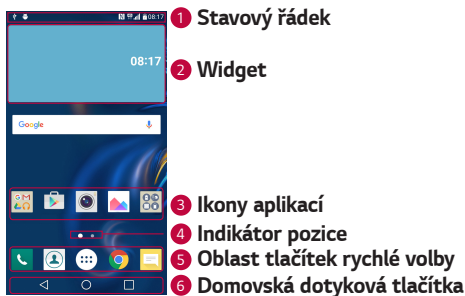 08:17
1 Stavový řádek
08:17
2 Widget
Google
3 Ikony aplikací
4 Indikátor pozice
5 Oblast tlačítek rychlé volby
6 Domovská dotyková tlačítka